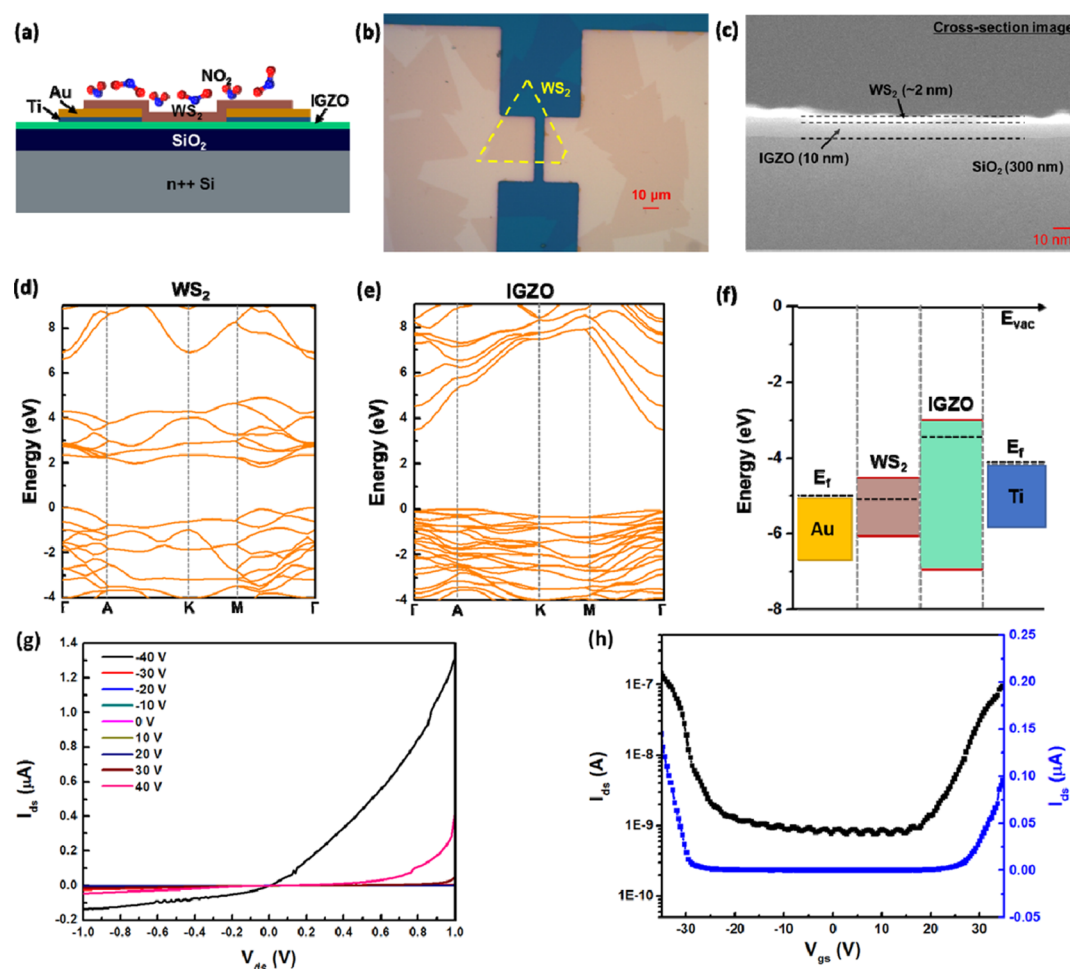 (a)
NO2
Au
Ti
WS2
IGZO
SiO2
n++ Si
(b)
WS2
10 μm
(c)
Cross-section image
WS2 (~2 nm)
IGZO (10 nm)
SiO2 (300 nm)
10 nm
(d)
WS2
Energy (eV)
8
6
4
2
0
-2
-4
Γ A K M Γ
(e)
IGZO
Energy (eV)
8
6
4
2
0
-2
-4
Γ A K M Γ
(f)
Energy (eV)
0
-2
-4
-6
-8
Evac
IGZO
WS2
Ef
Ef
Au
Ti
(g)
Ids (μA)
1.4
1.2
1.0
0.8
0.6
0.4
0.2
0.0
-0.2
-40 V
-30 V
-20 V
-10 V
0 V
10 V
20 V
30 V
40 V
-1.0 -0.8 -0.6 -0.4 -0.2 0.0 0.2 0.4 0.6 0.8 1.0
Vds (V)
(h)
Ids (A)
1E-7
1E-8
1E-9
1E-10
0.25
0.20
0.15
0.10
0.05
0.00
-0.05
Ids (μA)
-30 -20 -10 0 10 20 30
Vgs (V)